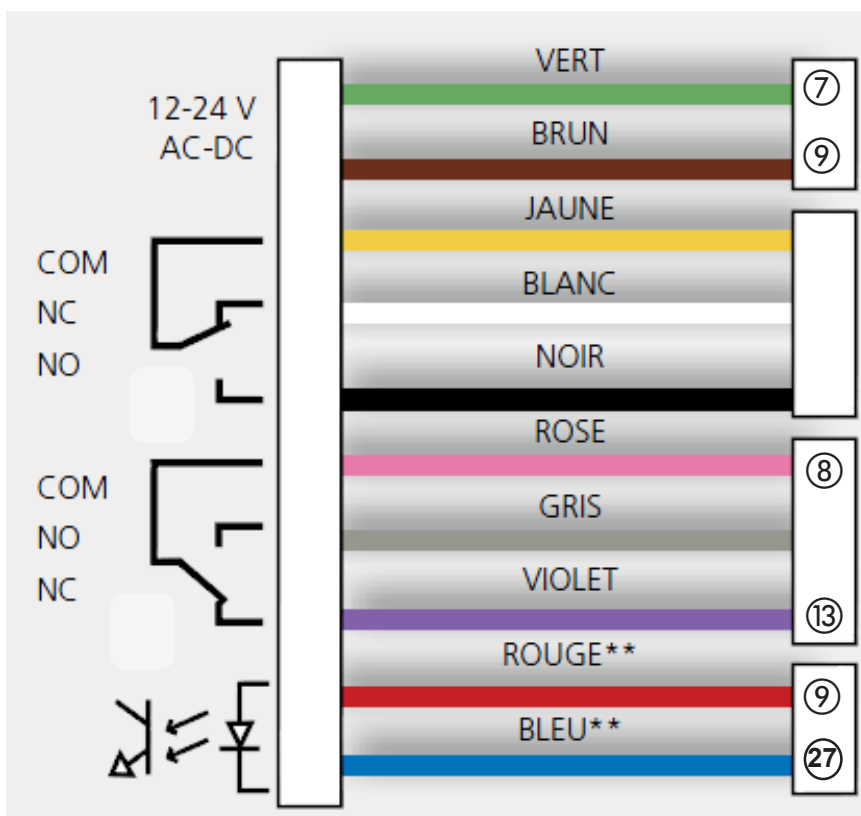 VERT
⑦
12-24 V
AC-DC
BRUN
⑨
JAUNE
COM
BLANC
NC
NOIR
NO
ROSE
⑧
COM
GRIS
NO
VIOLET
NC
⑬
ROUGE**
⑨
BLEU**
㉗